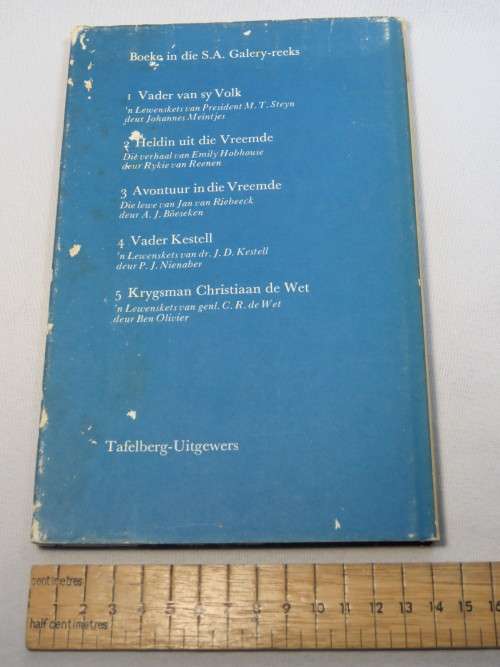 Boeke in die S.A. Galery-reeks
1 Vader van sy Volk
'n Lewenskets van President M. T. Steyn
deur Johannes Meintjes
2 Heldin uit die Vreemde
Die verhaal van Emily Hobhouse
deur Rykie van Reenen
3 Avontuur in die Vreemde
Die lewe van Jan van Riebeeck
deur A. J. Böeseken
4 Vader Kestell
'n Lewenskets van dr. J. D. Kestell
deur P. J. Nienaber
5 Krygsman Christiaan de Wet
'n Lewenskets van genl. C. R. de Wet
deur Ben Olivier
Tafelberg-Uitgewers
centimetres
1 2 3 4 5 6 7 8 9 10 11 12 13 14 15 16
half centimetres